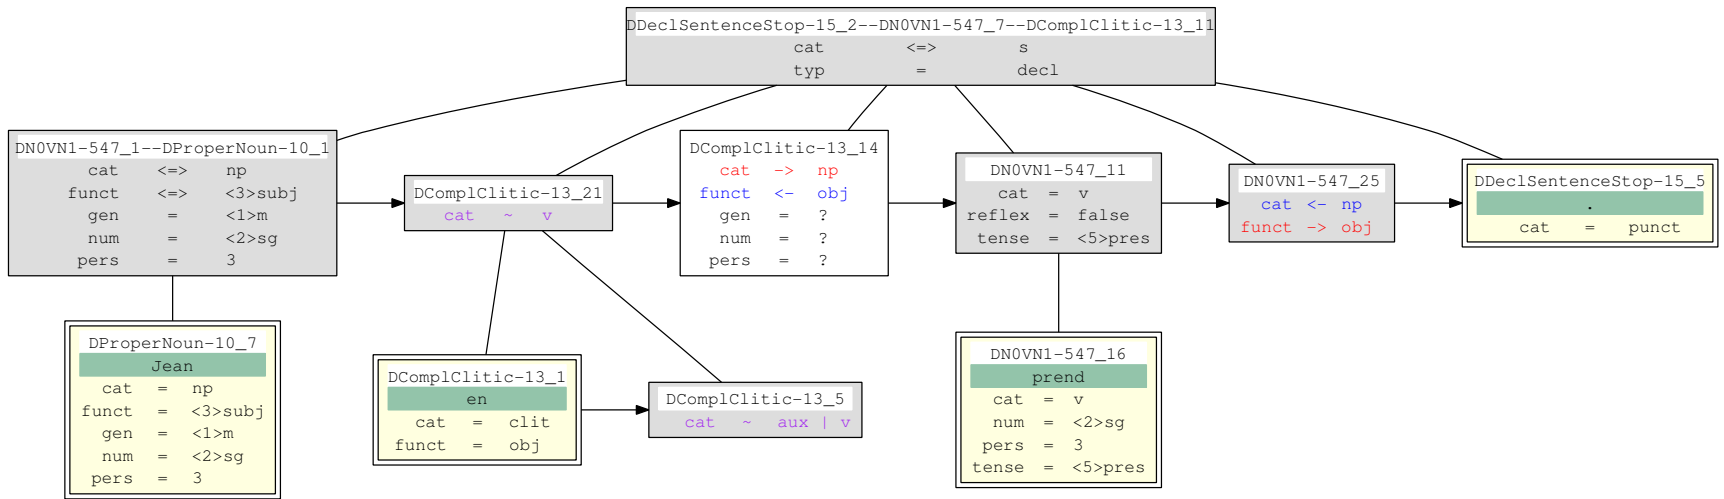 DDeclSentenceStop-15_2--DN0VN1-547_7--DComplClitic-13_11
cat <=> s
typ = decl
DN0VN1-547_1--DProperNoun-10_1
cat <=> np
funct <=> <3>subj
gen = <1>m
num = <2>sg
pers = 3
DComplClitic-13_21
cat ~ v
DComplClitic-13_14
cat -> np
funct <- obj
gen = ?
num = ?
pers = ?
DN0VN1-547_11
cat = v
reflex = false
tense = <5>pres
DN0VN1-547_25
cat <- np
funct -> obj
DDeclSentenceStop-15_5
.
cat = punct
DProperNoun-10_7
Jean
cat = np
funct = <3>subj
gen = <1>m
num = <2>sg
pers = 3
DComplClitic-13_1
en
cat = clit
funct = obj
DComplClitic-13_5
cat ~ aux | v
DN0VN1-547_16
prend
cat = v
num = <2>sg
pers = 3
tense = <5>pres